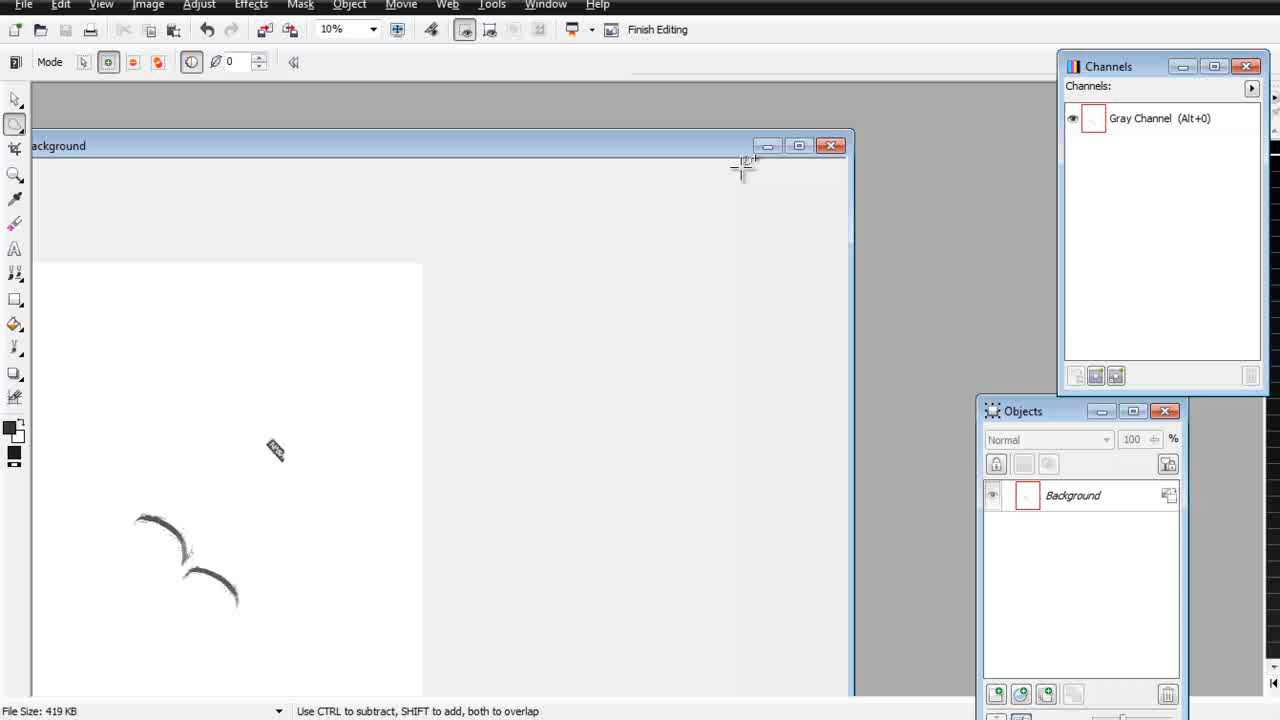 File Edit View Image Adjust Effects Mask Object Movie Web Tools Window Help
10% Finish Editing
Mode 0
Channels
Channels:
Gray Channel (Alt+0)
ackground
Objects
Normal 100 %
Background
File Size: 419 KB Use CTRL to subtract, SHIFT to add, both to overlap